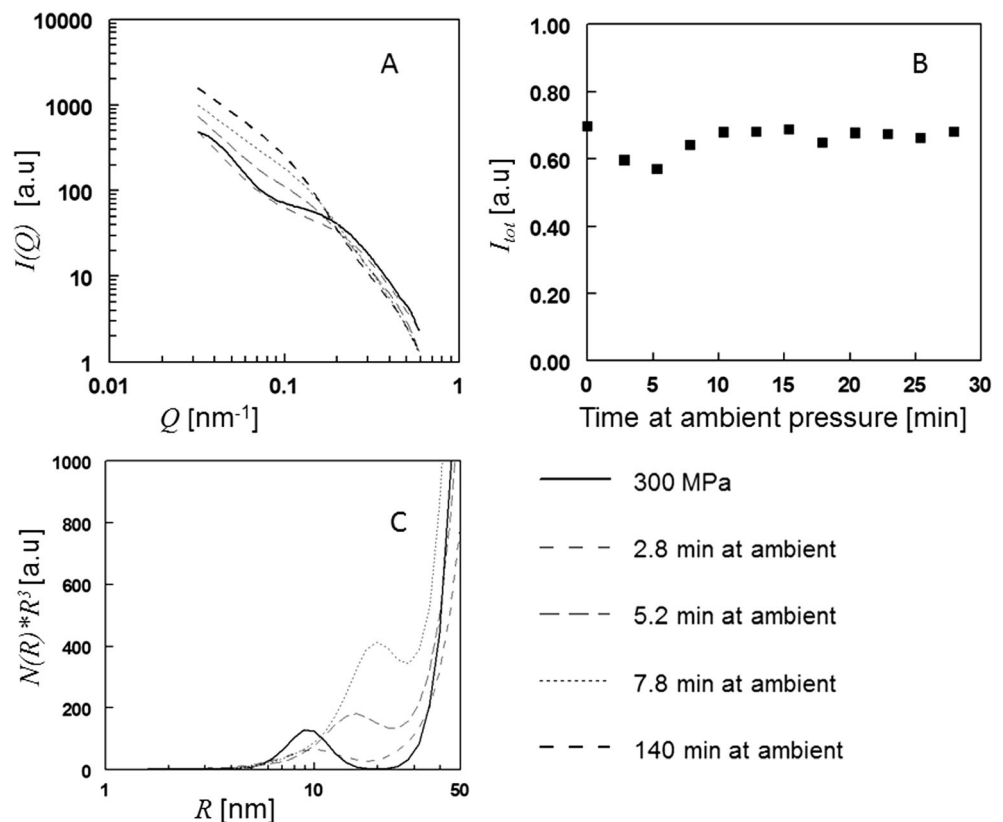 A
10000
1000
100
10
1
0.01
0.1
1
I(Q) [a.u]
Q [nm-1]
B
1.00
0.80
0.60
0.40
0.20
0.00
0
5
10
15
20
25
30
Itot [a.u]
Time at ambient pressure [min]
C
1000
800
600
400
200
0
1
10
50
N(R)*R3 [a.u]
R [nm]
300 MPa
2.8 min at ambient
5.2 min at ambient
7.8 min at ambient
140 min at ambient